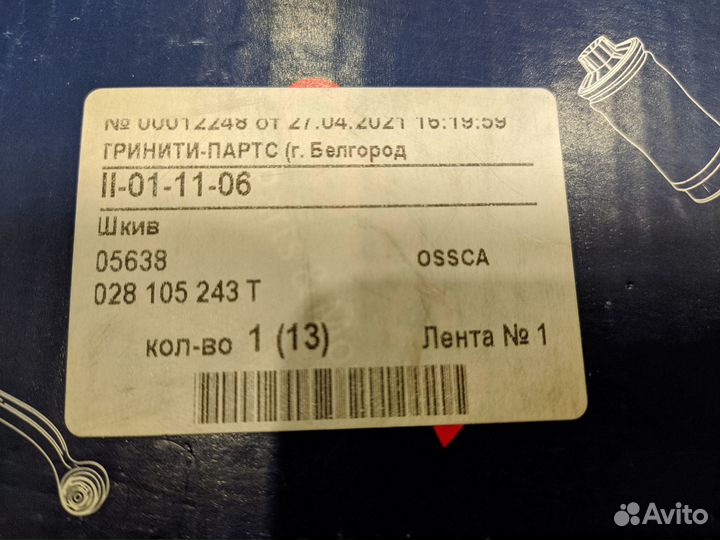 № 00012248 от 27.04.2021 16:19:59
ТРИНИТИ-ПАРТС (г. Белгород
II-01-11-06
Шкив
05638 OSSCA
028 105 243 T
кол-во 1 (13) Лента № 1
Avito